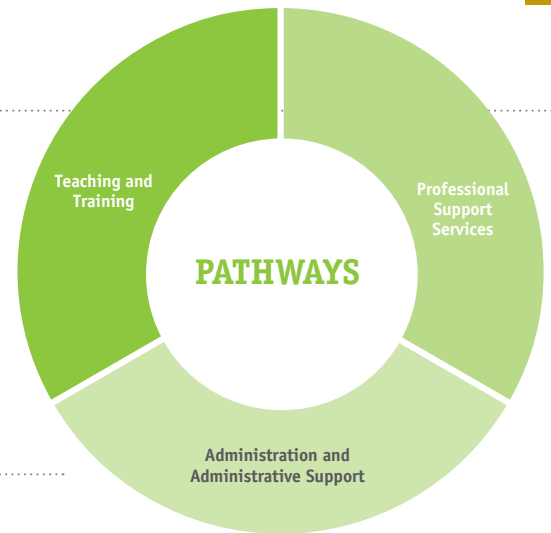 Teaching and
Training
Professional
Support
Services
PATHWAYS
Administration and
Administrative Support